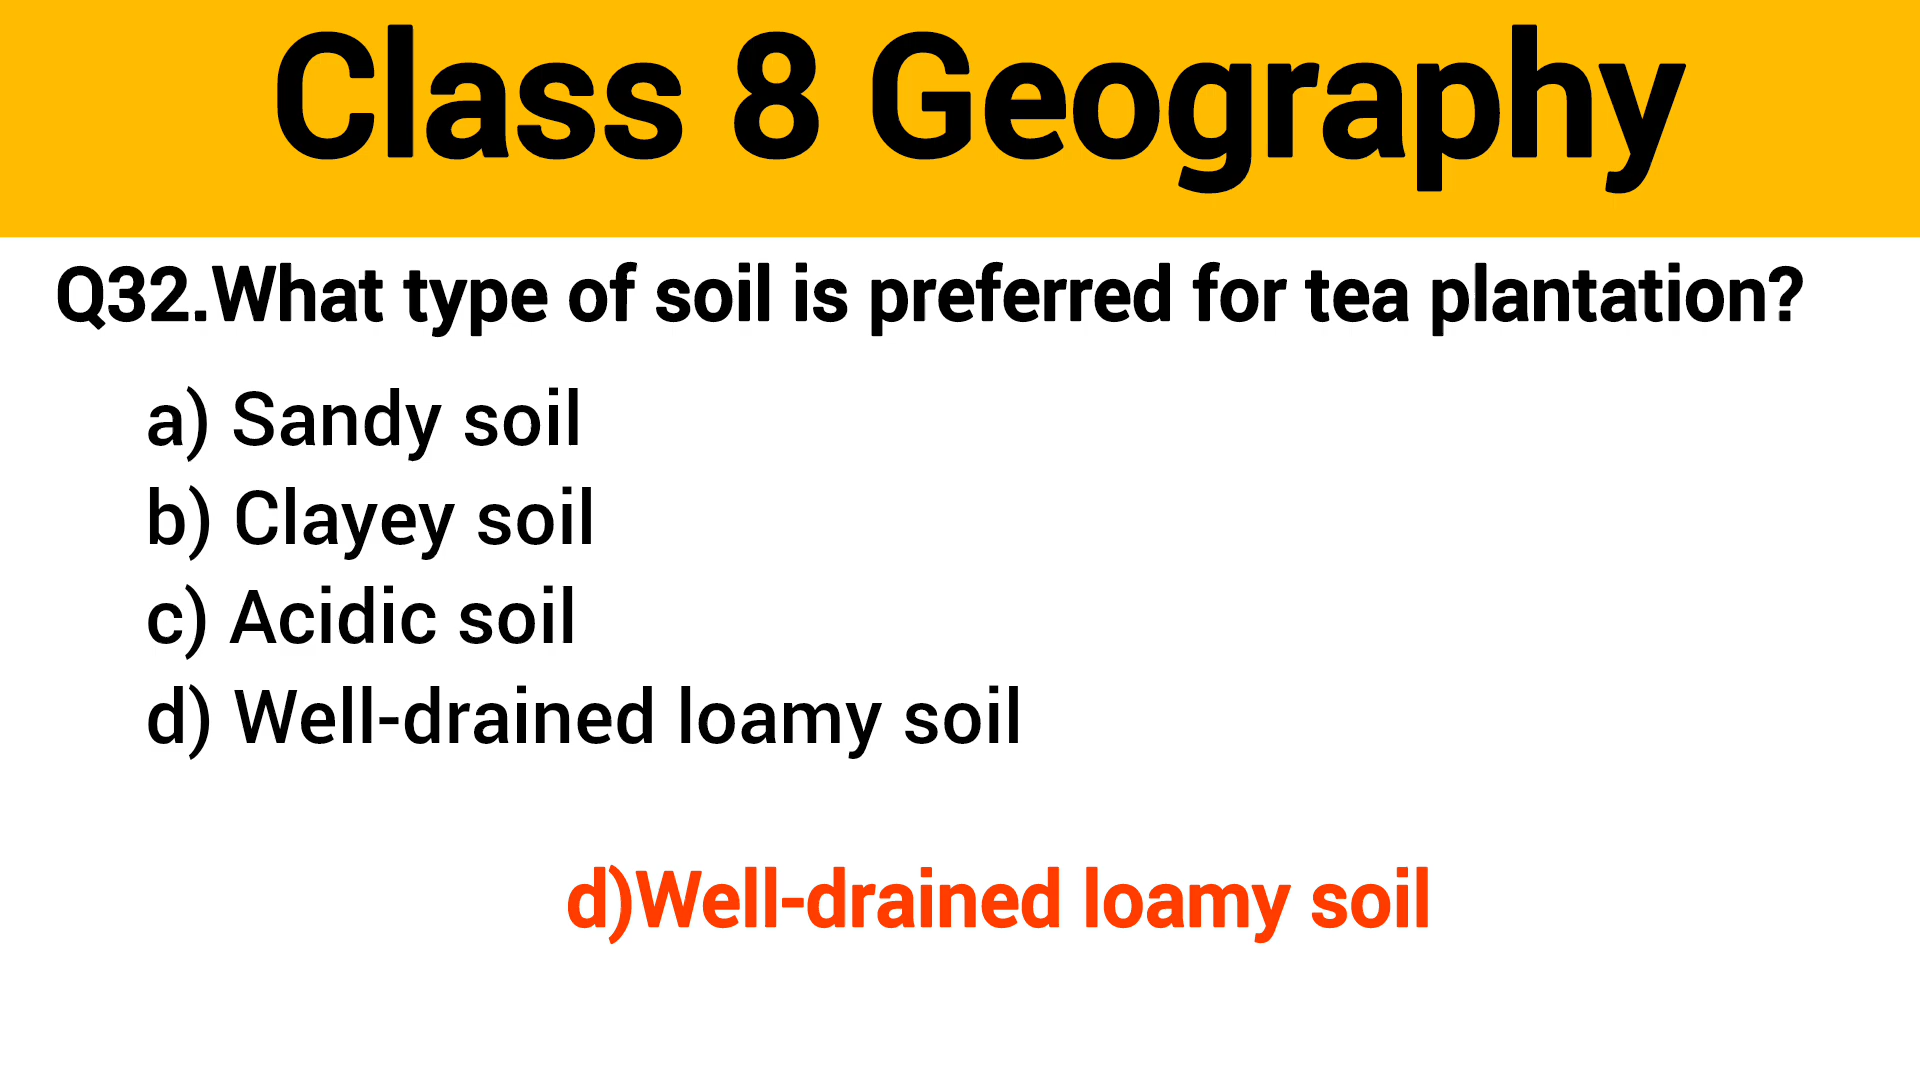 Class 8 Geography
Q32.What type of soil is preferred for tea plantation?
a) Sandy soil
b) Clayey soil
c) Acidic soil
d) Well-drained loamy soil
d)Well-drained loamy soil